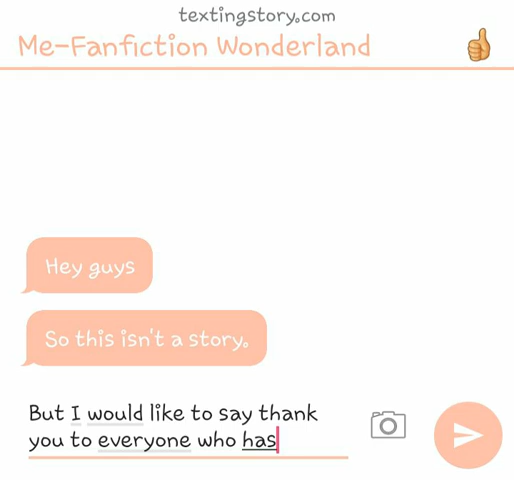 textingstory.com
Me-Fanfiction Wonderland
Hey guys
So this isn't a story.
But I would like to say thank
you to everyone who has